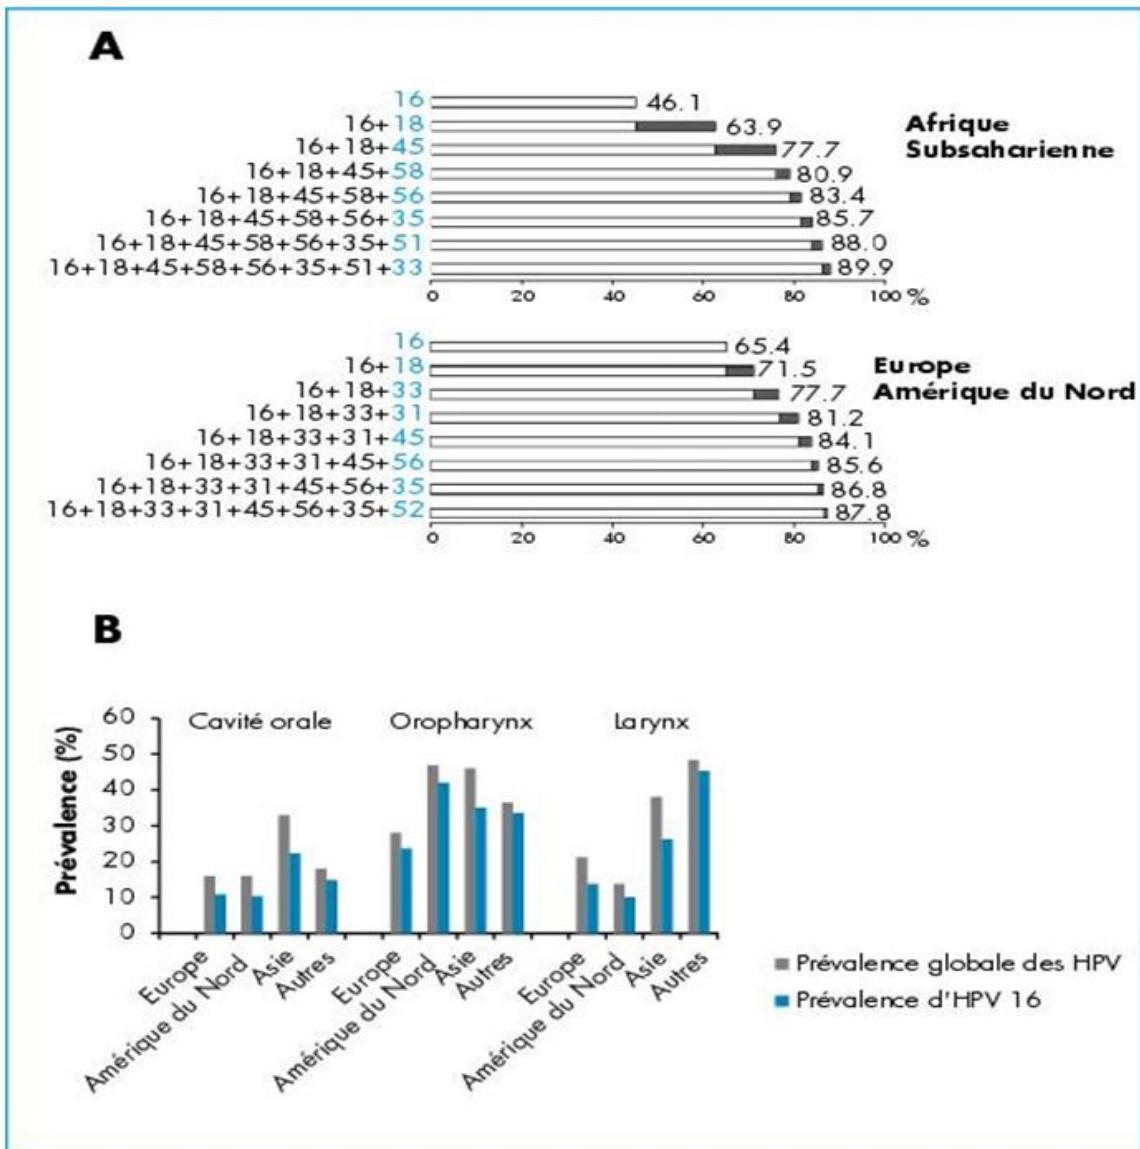 A
16 46.1
16+18 63.9
16+18+45 77.7
16+18+45+58 80.9
16+18+45+58+56 83.4
16+18+45+58+56+35 85.7
16+18+45+58+56+35+51 88.0
16+18+45+58+56+35+51+33 89.9
Afrique
Subsaharienne
0 20 40 60 80 100 %
16 65.4
16+18 71.5
16+18+33 77.7
16+18+33+31 81.2
16+18+33+31+45 84.1
16+18+33+31+45+56 85.6
16+18+33+31+45+56+35 86.8
16+18+33+31+45+56+35+52 87.8
Europe
Amérique du Nord
0 20 40 60 80 100 %
B
Prévalence (%)
60
50
40
30
20
10
0
Cavité orale Oropharynx Larynx
Europe
Amérique du Nord
Asie
Autres
Europe
Amérique du Nord
Asie
Autres
Europe
Amérique du Nord
Asie
Autres
Prévalence globale des HPV
Prévalence d'HPV 16